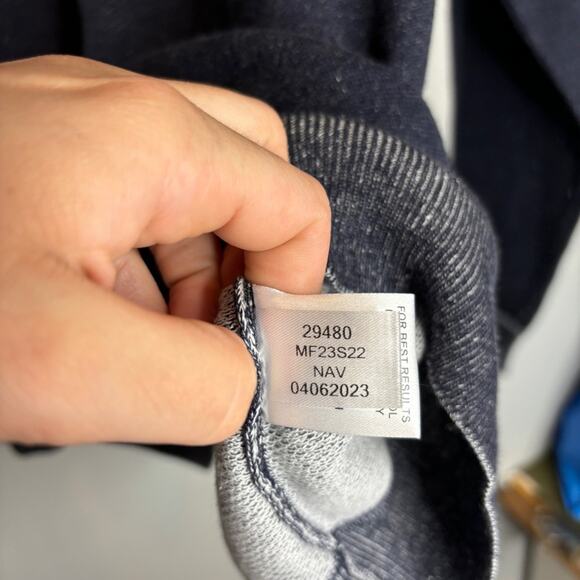 29480
MF23S22
NAV
04062023
FOR BEST RESULTS